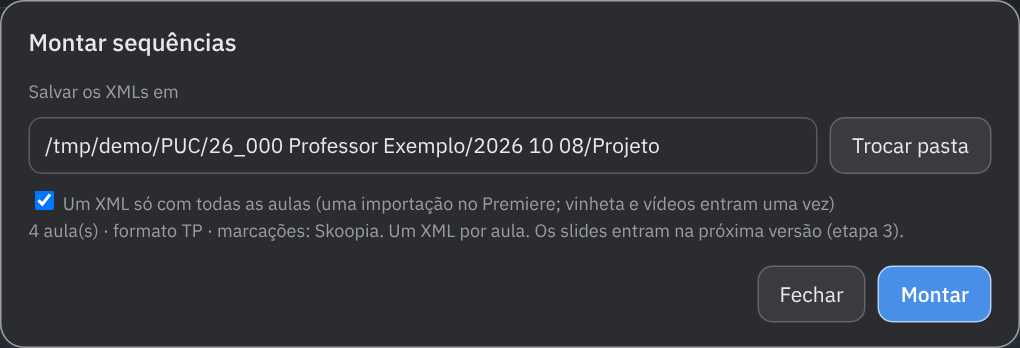 Montar sequências
Salvar os XMLs em
/tmp/demo/PUC/26_000 Professor Exemplo/2026 10 08/Projeto
Trocar pasta
Um XML só com todas as aulas (uma importação no Premiere; vinheta e vídeos entram uma vez)
4 aula(s) · formato TP · marcações: Skoopia. Um XML por aula. Os slides entram na próxima versão (etapa 3).
Fechar
Montar